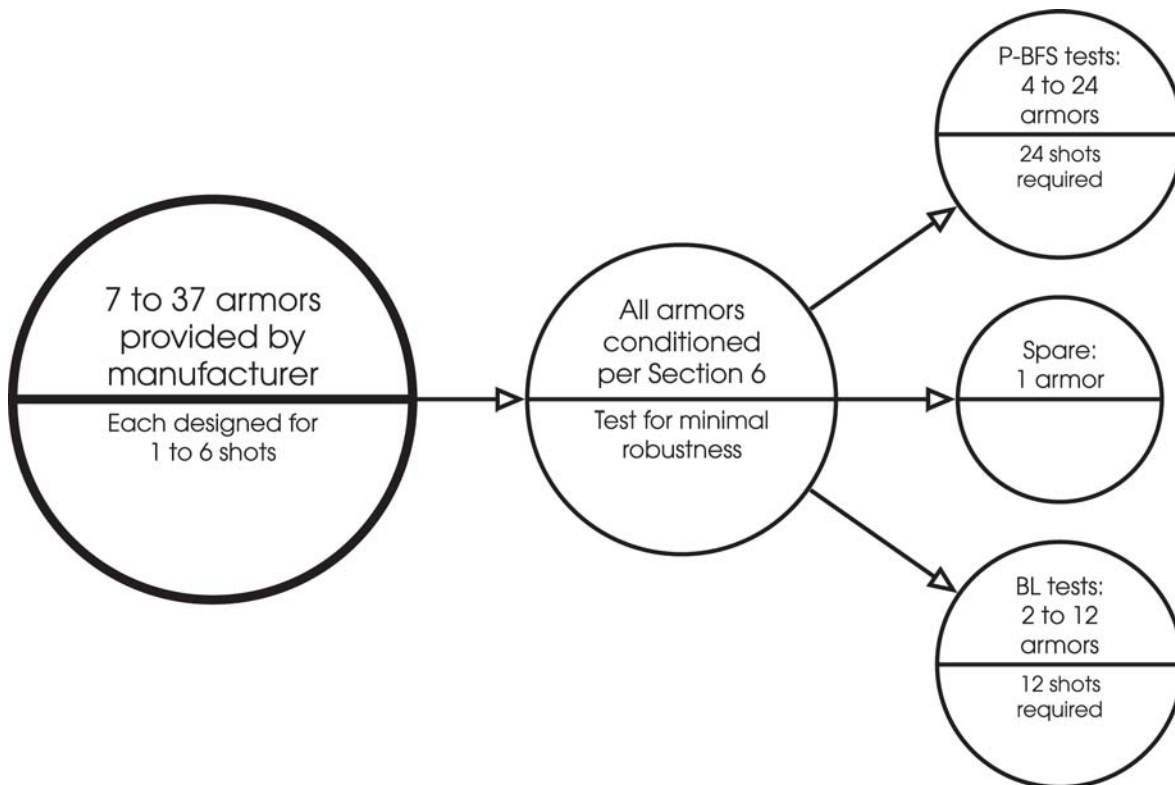 7 to 37 armors
provided by
manufacturer
Each designed for
1 to 6 shots
All armors
conditioned
per Section 6
Test for minimal
robustness
P-BFS tests:
4 to 24
armors
24 shots
required
Spare:
1 armor
BL tests:
2 to 12
armors
12 shots
required